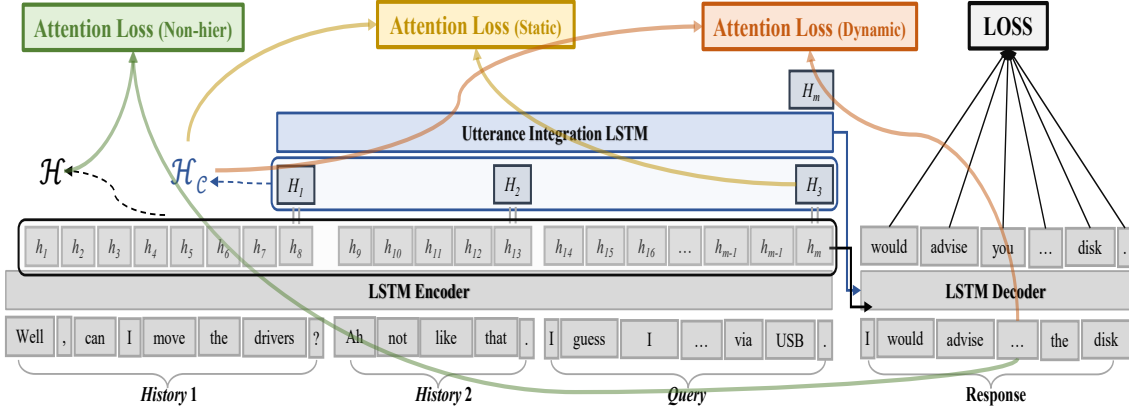 Attention Loss (Non-hier) Attention Loss (Static) Attention Loss (Dynamic) LOSS
H_m
Utterance Integration LSTM
ℋ ℋ_C H_1 H_2 H_3
h_1 h_2 h_3 h_4 h_5 h_6 h_7 h_8 h_9 h_10 h_11 h_12 h_13 h_14 h_15 h_16 ... h_m-1 h_m-1 h_m would advise you ... disk .
LSTM Encoder LSTM Decoder
Well , can I move the drivers ? Ah not like that . I guess I ... via USB . I would advise ... the disk
History 1 History 2 Query Response